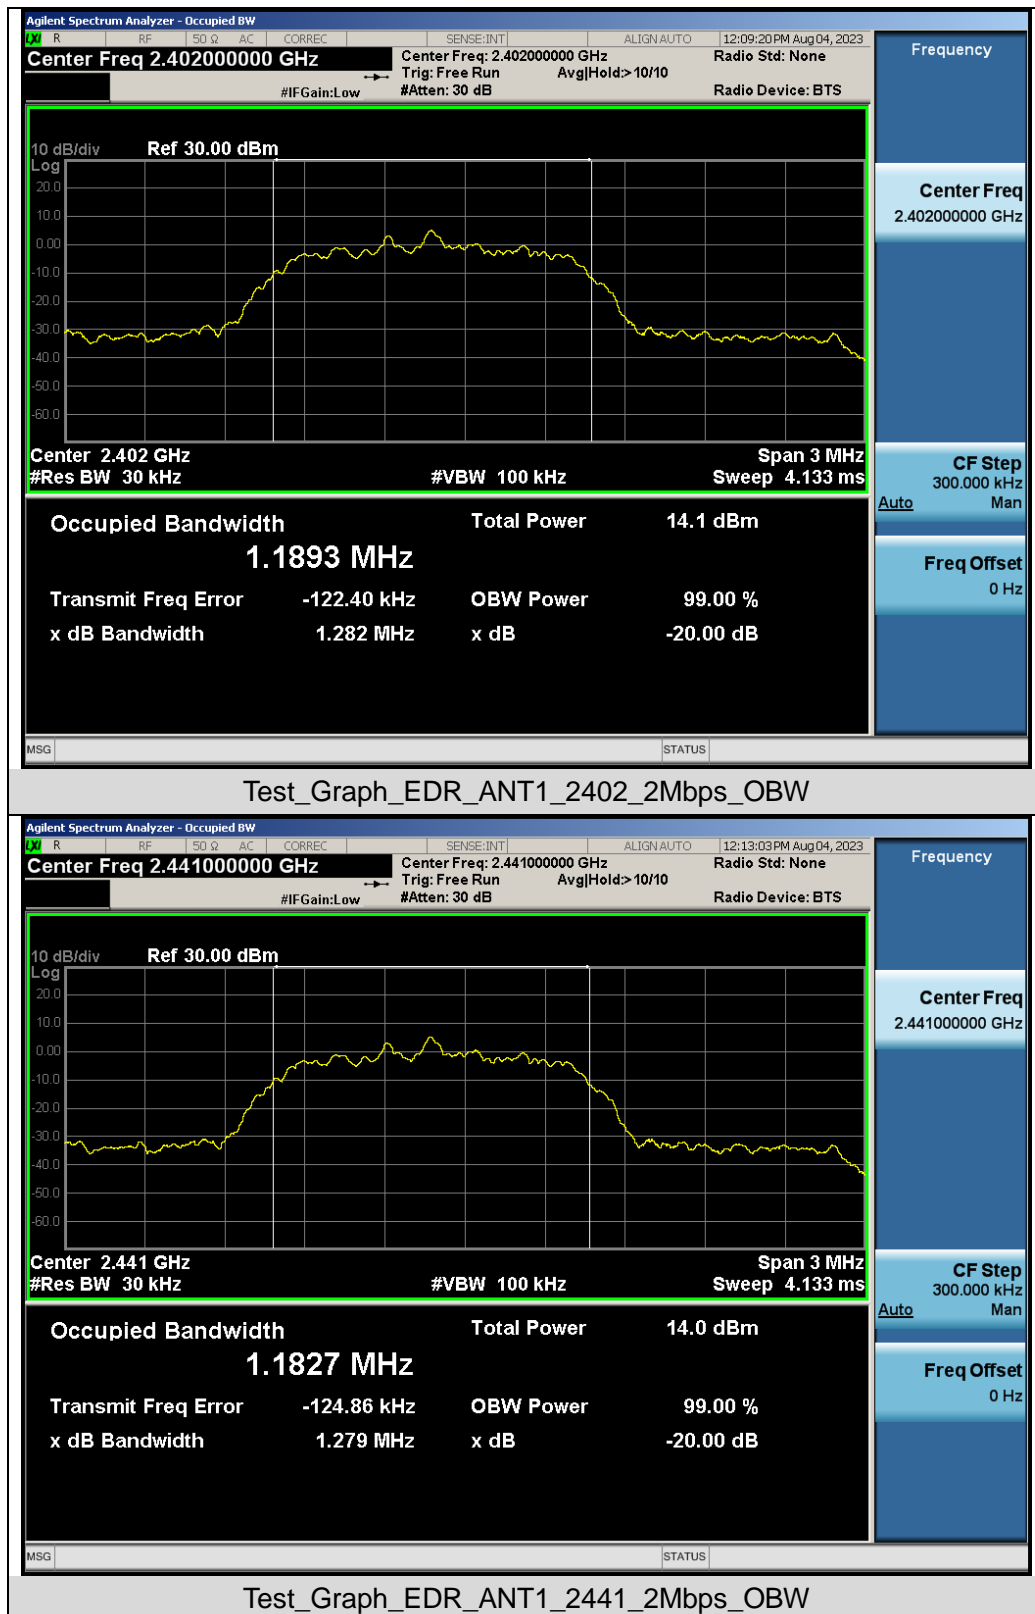 Agilent Spectrum Analyzer - Occupied BW
LXI R RF 50 Ω AC CORREC SENSE:INT ALIGN AUTO 12:09:20 PM Aug 04, 2023
Center Freq 2.402000000 GHz
Center Freq: 2.402000000 GHz
Radio Std: None
Trig: Free Run Avg|Hold:>10/10
#IFGain:Low
#Atten: 30 dB
Radio Device: BTS
Frequency
10 dB/div Ref 30.00 dBm
Log
20.0
10.0
0.00
-10.0
-20.0
-30.0
-40.0
-50.0
-60.0
Center Freq
2.402000000 GHz
Center 2.402 GHz Span 3 MHz
#Res BW 30 kHz #VBW 100 kHz Sweep 4.133 ms
CF Step
300.000 kHz
Auto Man
Freq Offset
0 Hz
Occupied Bandwidth Total Power 14.1 dBm
1.1893 MHz
Transmit Freq Error -122.40 kHz OBW Power 99.00 %
x dB Bandwidth 1.282 MHz x dB -20.00 dB
MSG STATUS
Test_Graph_EDR_ANT1_2402_2Mbps_OBW
Agilent Spectrum Analyzer - Occupied BW
LXI R RF 50 Ω AC CORREC SENSE:INT ALIGN AUTO 12:13:03 PM Aug 04, 2023
Center Freq 2.441000000 GHz
Center Freq: 2.441000000 GHz
Radio Std: None
Trig: Free Run Avg|Hold:>10/10
#IFGain:Low
#Atten: 30 dB
Radio Device: BTS
Frequency
10 dB/div Ref 30.00 dBm
Log
20.0
10.0
0.00
-10.0
-20.0
-30.0
-40.0
-50.0
-60.0
Center Freq
2.441000000 GHz
Center 2.441 GHz Span 3 MHz
#Res BW 30 kHz #VBW 100 kHz Sweep 4.133 ms
CF Step
300.000 kHz
Auto Man
Freq Offset
0 Hz
Occupied Bandwidth Total Power 14.0 dBm
1.1827 MHz
Transmit Freq Error -124.86 kHz OBW Power 99.00 %
x dB Bandwidth 1.279 MHz x dB -20.00 dB
MSG STATUS
Test_Graph_EDR_ANT1_2441_2Mbps_OBW